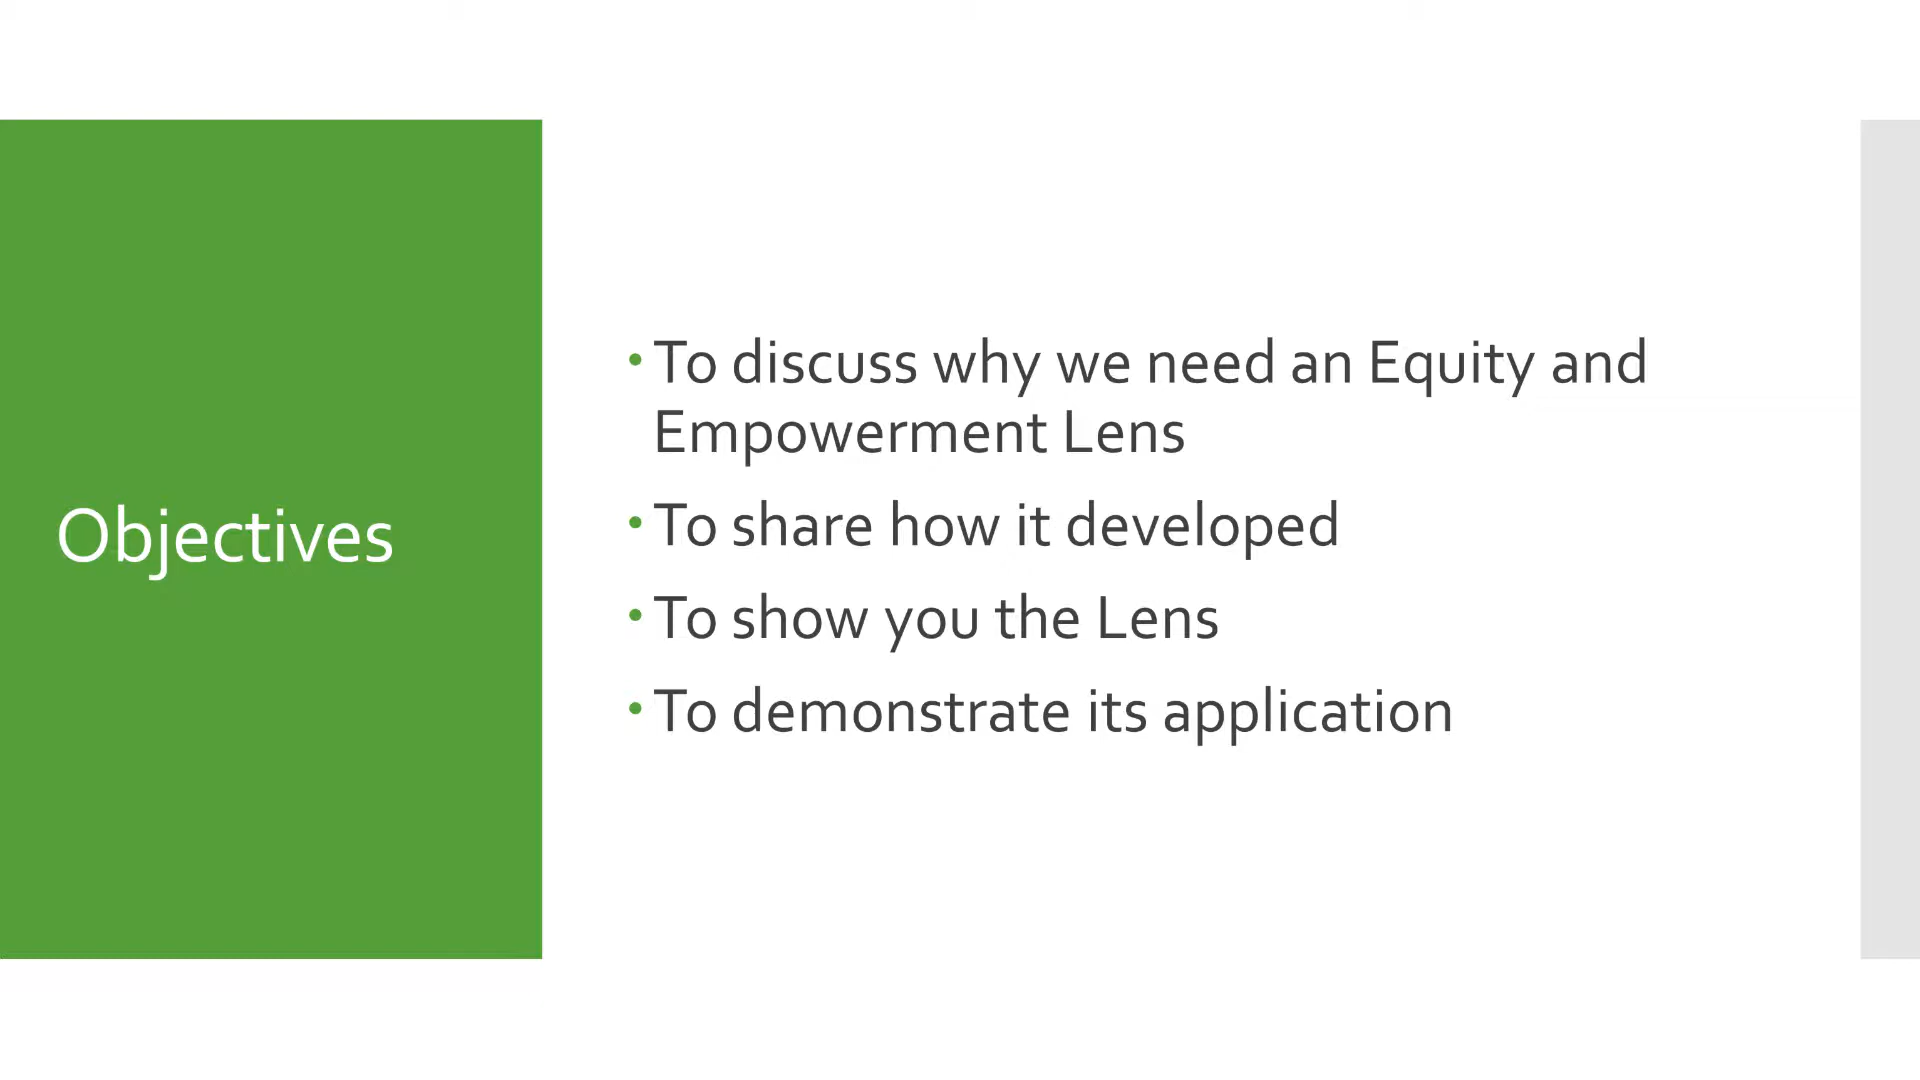 Objectives
• To discuss why we need an Equity and
Empowerment Lens
• To share how it developed
• To show you the Lens
• To demonstrate its application